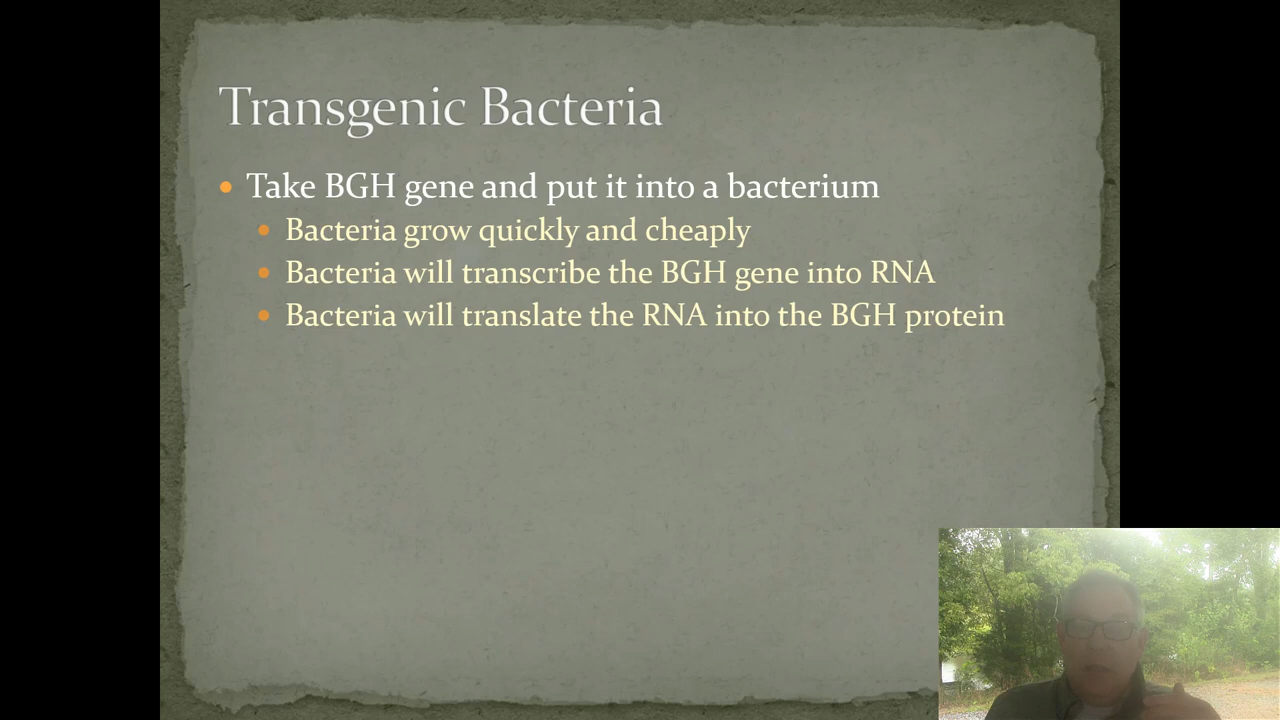 Transgenic Bacteria
Take BGH gene and put it into a bacterium
Bacteria grow quickly and cheaply
Bacteria will transcribe the BGH gene into RNA
Bacteria will translate the RNA into the BGH protein